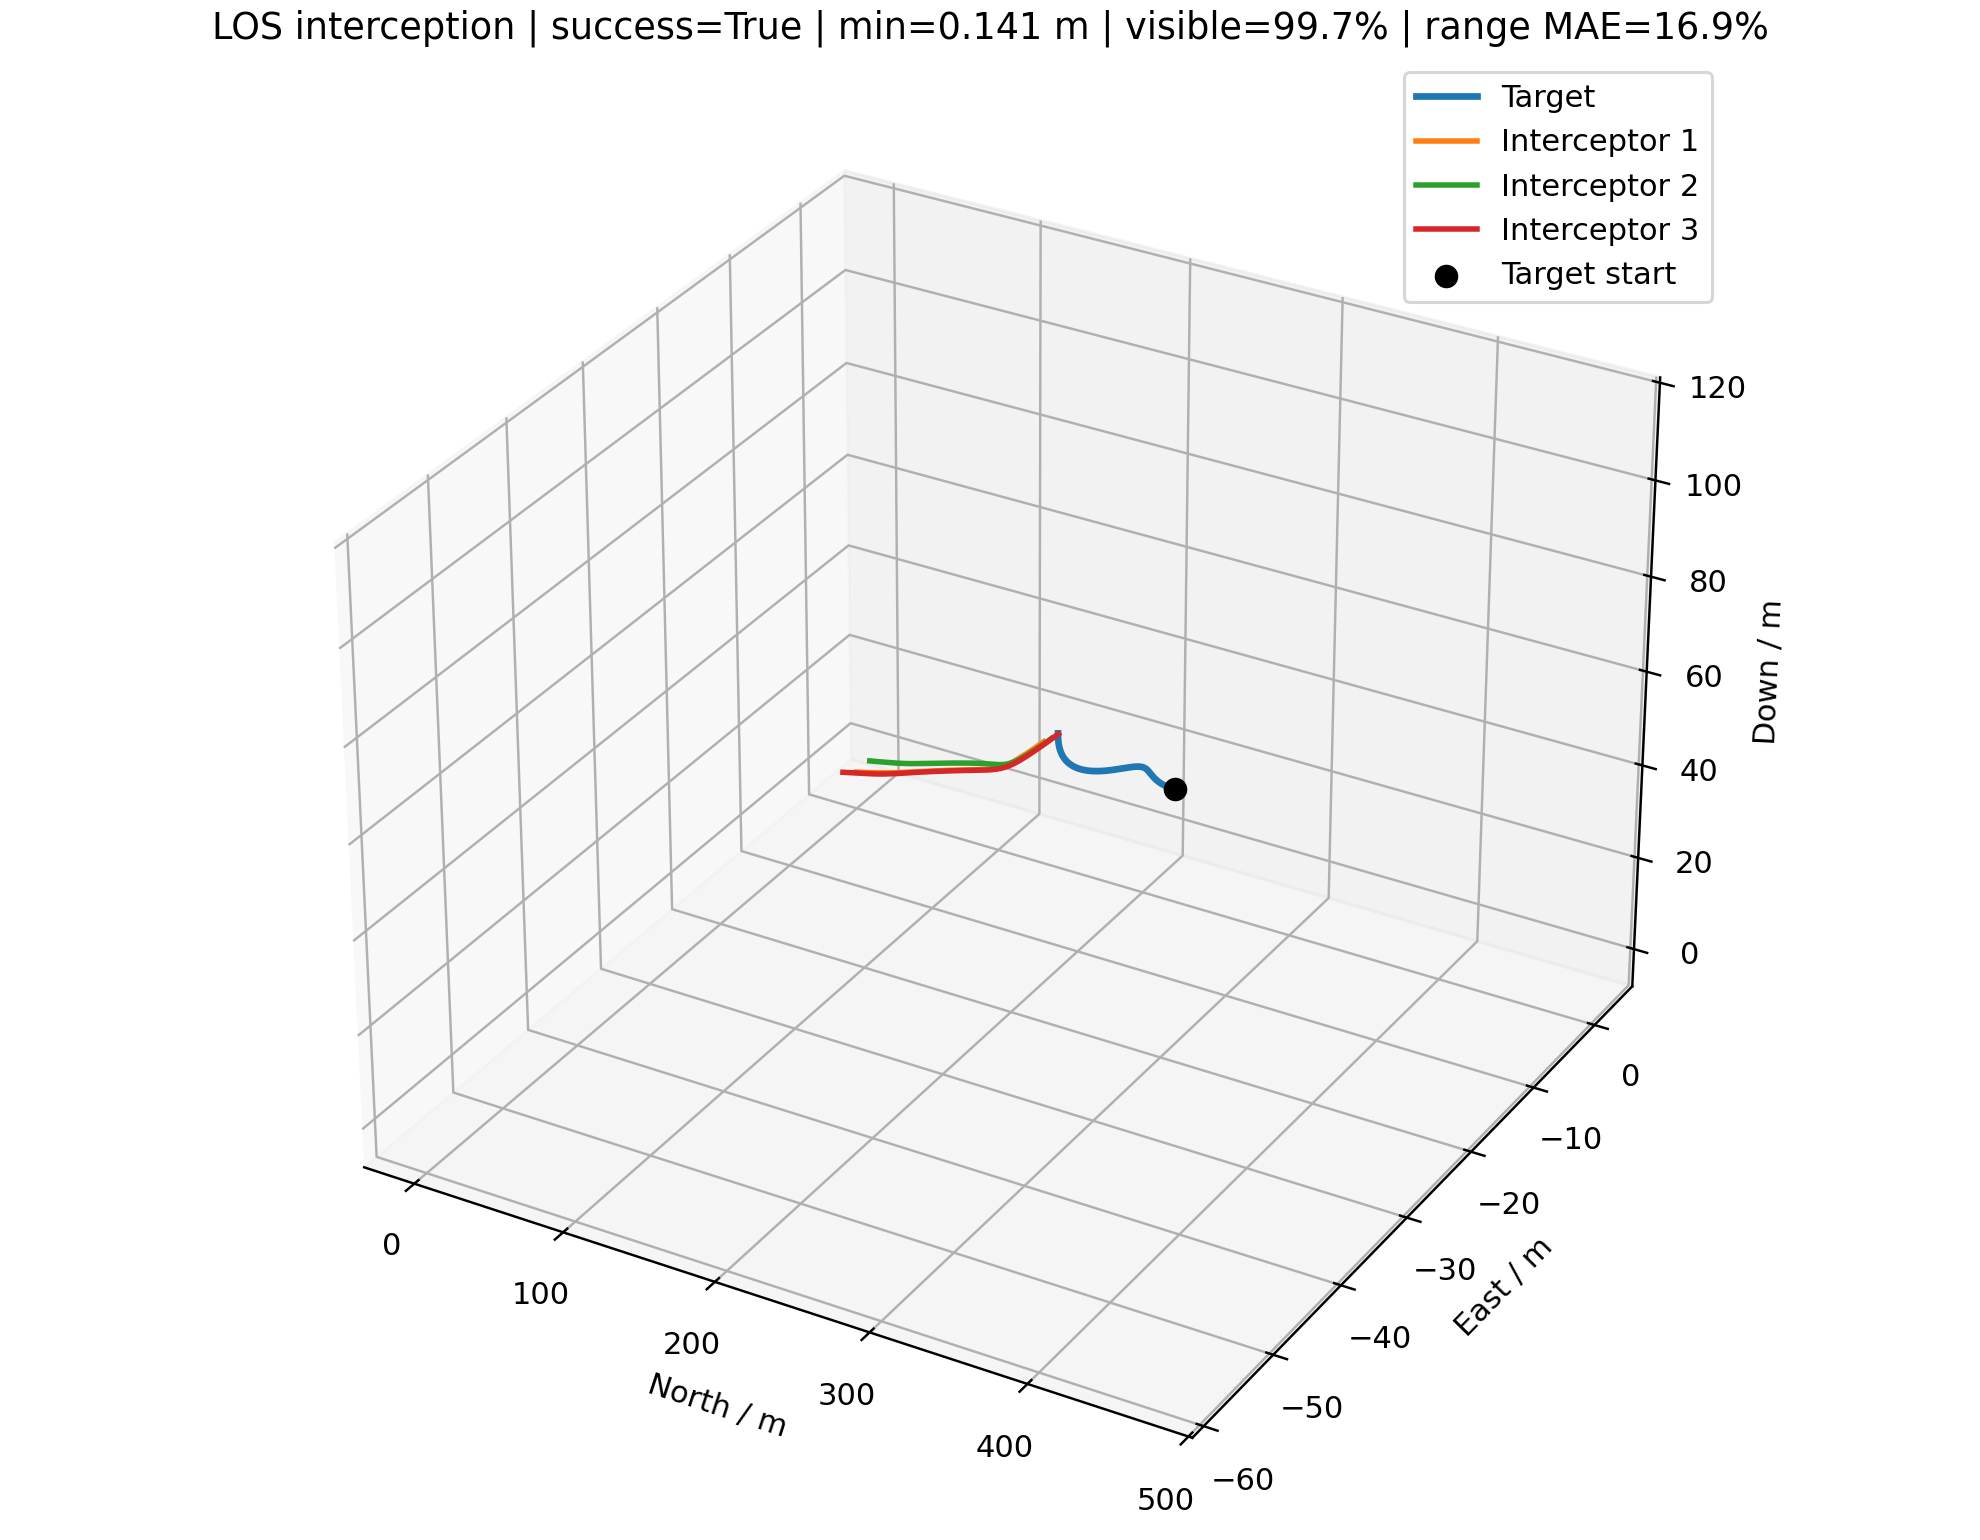 LOS interception | success=True | min=0.141 m | visible=99.7% | range MAE=16.9%
Target
Interceptor 1
Interceptor 2
Interceptor 3
Target start
120
100
80
60
40
20
0
Down / m
0
−10
−20
−30
−40
−50
−60
East / m
0
100
200
300
400
500
North / m